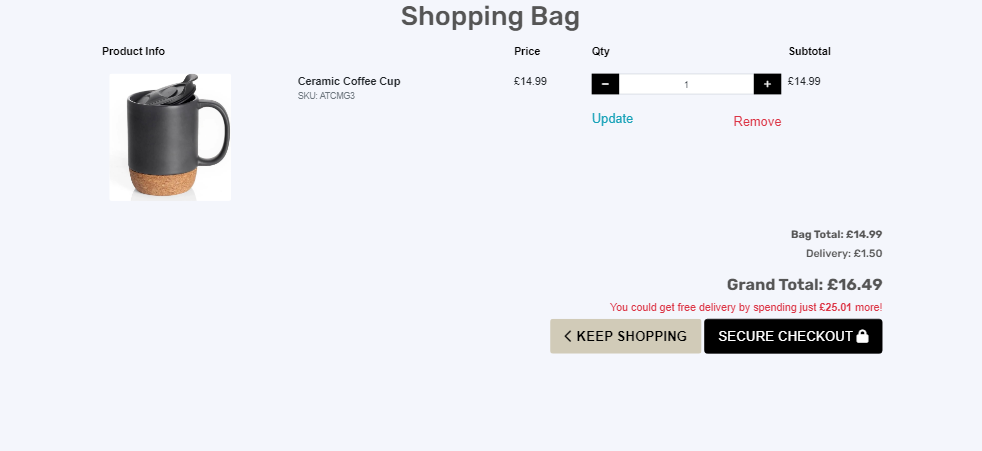 Shopping Bag
Product Info Price Qty Subtotal
Ceramic Coffee Cup £14.99 − 1 + £14.99
SKU: ATCMG3
Update Remove
Bag Total: £14.99
Delivery: £1.50
Grand Total: £16.49
You could get free delivery by spending just £25.01 more!
KEEP SHOPPING SECURE CHECKOUT